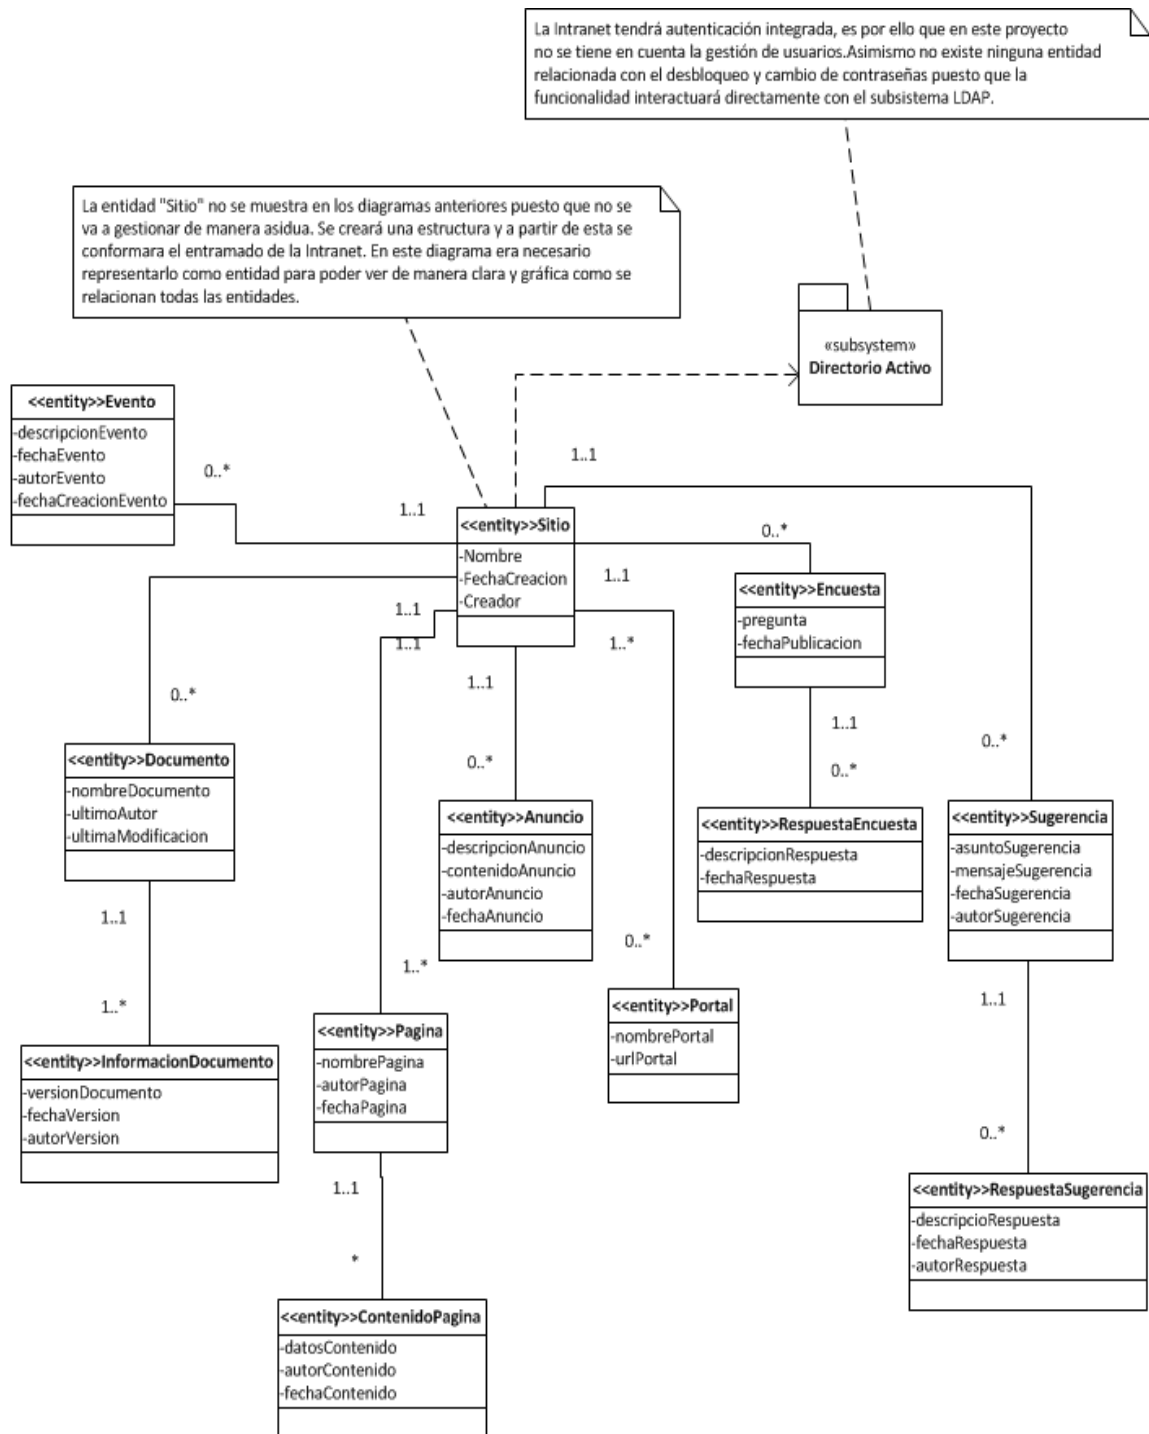 La Intranet tendrá autenticación integrada, es por ello que en este proyecto
no se tiene en cuenta la gestión de usuarios.Asimismo no existe ninguna entidad
relacionada con el desbloqueo y cambio de contraseñas puesto que la
funcionalidad interactuará directamente con el subsistema LDAP.
La entidad "Sitio" no se muestra en los diagramas anteriores puesto que no se
va a gestionar de manera asidua. Se creará una estructura y a partir de esta se
conformara el entramado de la Intranet. En este diagrama era necesario
representarlo como entidad para poder ver de manera clara y gráfica como se
relacionan todas las entidades.
«subsystem»
Directorio Activo
<<entity>>Evento
-descripcionEvento
-fechaEvento
-autorEvento
-fechaCreacionEvento
0..*
1..1
1..1
<<entity>>Sitio
-Nombre
-FechaCreacion
-Creador
0..*
1..1
1..1
1..1
1..*
1..1
<<entity>>Encuesta
-pregunta
-fechaPublicacion
0..*
1..1
0..*
0..*
0..*
<<entity>>Documento
-nombreDocumento
-ultimoAutor
-ultimaModificacion
<<entity>>Anuncio
-descripcionAnuncio
-contenidoAnuncio
-autorAnuncio
-fechaAnuncio
<<entity>>RespuestaEncuesta
-descripcionRespuesta
-fechaRespuesta
<<entity>>Sugerencia
-asuntoSugerencia
-mensajeSugerencia
-fechaSugerencia
-autorSugerencia
1..1
1..*
1..*
0..*
1..1
<<entity>>InformacionDocumento
-versionDocumento
-fechaVersion
-autorVersion
<<entity>>Pagina
-nombrePagina
-autorPagina
-fechaPagina
<<entity>>Portal
-nombrePortal
-urlPortal
0..*
1..1
*
<<entity>>RespuestaSugerencia
-descripcioRespuesta
-fechaRespuesta
-autorRespuesta
<<entity>>ContenidoPagina
-datosContenido
-autorContenido
-fechaContenido